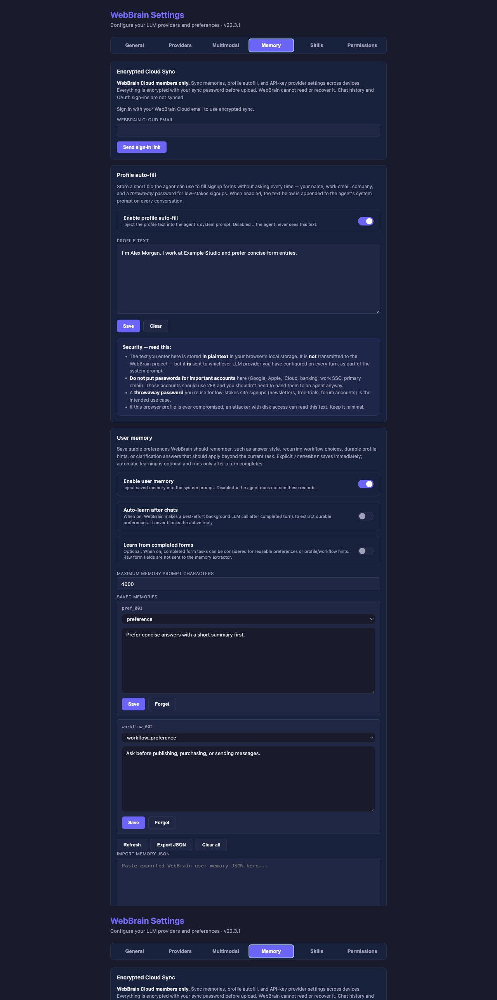 WebBrain Settings
Configure your LLM providers and preferences · v22.3.1
General Providers Multimodal Memory Skills Permissions
Encrypted Cloud Sync
WebBrain Cloud members only. Sync memories, profile autofill, and API-key provider settings across devices.
Everything is encrypted with your sync password before upload. WebBrain cannot read or recover it. Chat history and
OAuth sign-ins are not synced.
Sign in with your WebBrain Cloud email to use encrypted sync.
WEBBRAIN CLOUD EMAIL
Send sign-in link
Profile auto-fill
Store a short bio the agent can use to fill signup forms without asking every time — your name, work email, company,
and a throwaway password for low-stakes signups. When enabled, the text below is appended to the agent's system
prompt on every conversation.
Enable profile auto-fill
Inject the profile text into the agent's system prompt. Disabled = the agent never sees this text.
PROFILE TEXT
I'm Alex Morgan. I work at Example Studio and prefer concise form entries.
Save Clear
Security — read this:
• The text you enter here is stored in plaintext in your browser's local storage. It is not transmitted to the
WebBrain project — but it is sent to whichever LLM provider you have configured on every turn, as part of the
system prompt.
• Do not put passwords for important accounts here (Google, Apple, iCloud, banking, work SSO, primary
email). Those accounts should use 2FA and you shouldn't need to hand them to an agent anyway.
• A throwaway password you reuse for low-stakes site signups (newsletters, free trials, forum accounts) is the
intended use case.
• If this browser profile is ever compromised, an attacker with disk access can read this text. Keep it minimal.
User memory
Save stable preferences WebBrain should remember, such as answer style, recurring workflow choices, durable profile
hints, or clarification answers that should apply beyond the current task. Explicit /remember saves immediately;
automatic learning is optional and runs only after a turn completes.
Enable user memory
Inject saved memory into the system prompt. Disabled = the agent does not see these records.
Auto-learn after chats
When on, WebBrain makes a best-effort background LLM call after completed turns to extract durable
preferences. It never blocks the active reply.
Learn from completed forms
Optional. When on, completed form tasks can be considered for reusable preferences or profile/workflow hints.
Raw form fields are not sent to the memory extractor.
MAXIMUM MEMORY PROMPT CHARACTERS
4000
SAVED MEMORIES
pref_001
preference
Prefer concise answers with a short summary first.
Save Forget
workflow_002
workflow_preference
Ask before publishing, purchasing, or sending messages.
Save Forget
Refresh Export JSON Clear all
IMPORT MEMORY JSON
Paste exported WebBrain user memory JSON here...
WebBrain Settings
Configure your LLM providers and preferences · v22.3.1
General Providers Multimodal Memory Skills Permissions
Encrypted Cloud Sync
WebBrain Cloud members only. Sync memories, profile autofill, and API-key provider settings across devices.
Everything is encrypted with your sync password before upload. WebBrain cannot read or recover it. Chat history and